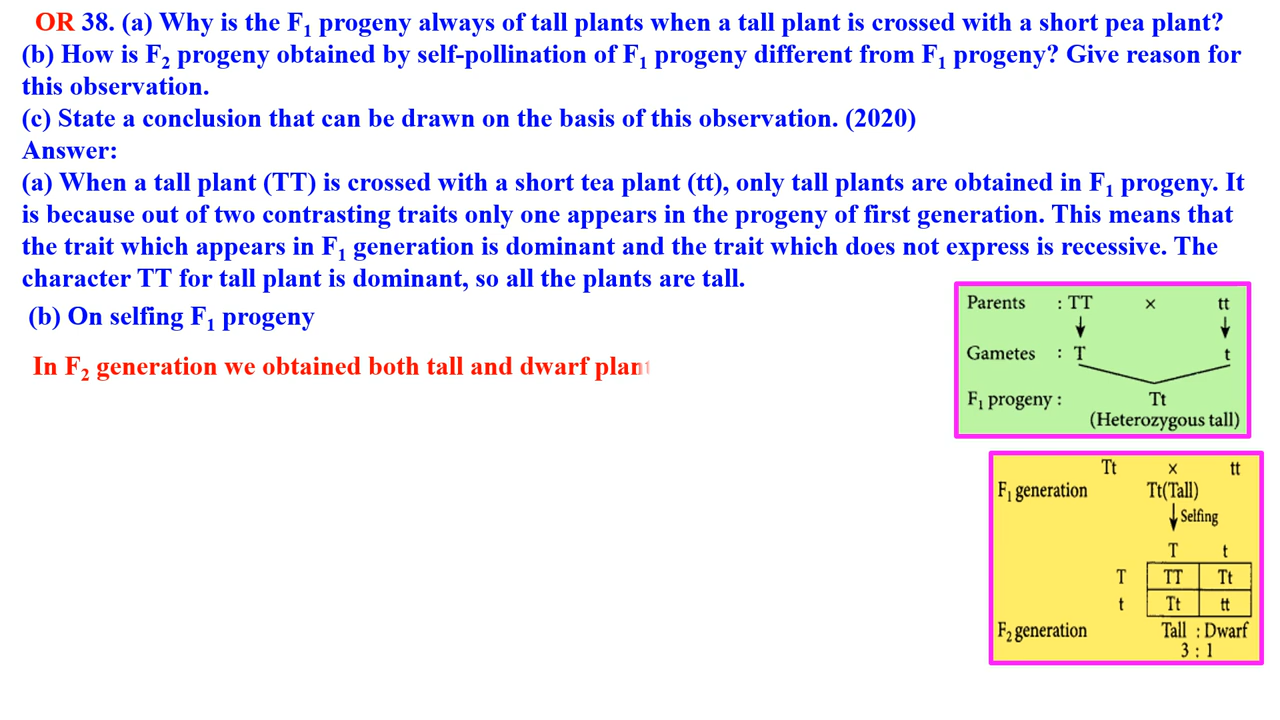 OR 38. (a) Why is the F₁ progeny always of tall plants when a tall plant is crossed with a short pea plant?
(b) How is F₂ progeny obtained by self-pollination of F₁ progeny different from F₁ progeny? Give reason for
this observation.
(c) State a conclusion that can be drawn on the basis of this observation. (2020)
Answer:
(a) When a tall plant (TT) is crossed with a short tea plant (tt), only tall plants are obtained in F₁ progeny. It
is because out of two contrasting traits only one appears in the progeny of first generation. This means that
the trait which appears in F₁ generation is dominant and the trait which does not express is recessive. The
character TT for tall plant is dominant, so all the plants are tall.
(b) On selfing F₁ progeny
In F₂ generation we obtained both tall and dwarf plant
Parents : TT × tt
Gametes : T t
F₁ progeny : Tt
(Heterozygous tall)
Tt × tt
F₁ generation Tt(Tall)
Selfing
T t
T TT Tt
t Tt tt
F₂ generation Tall : Dwarf
3 : 1